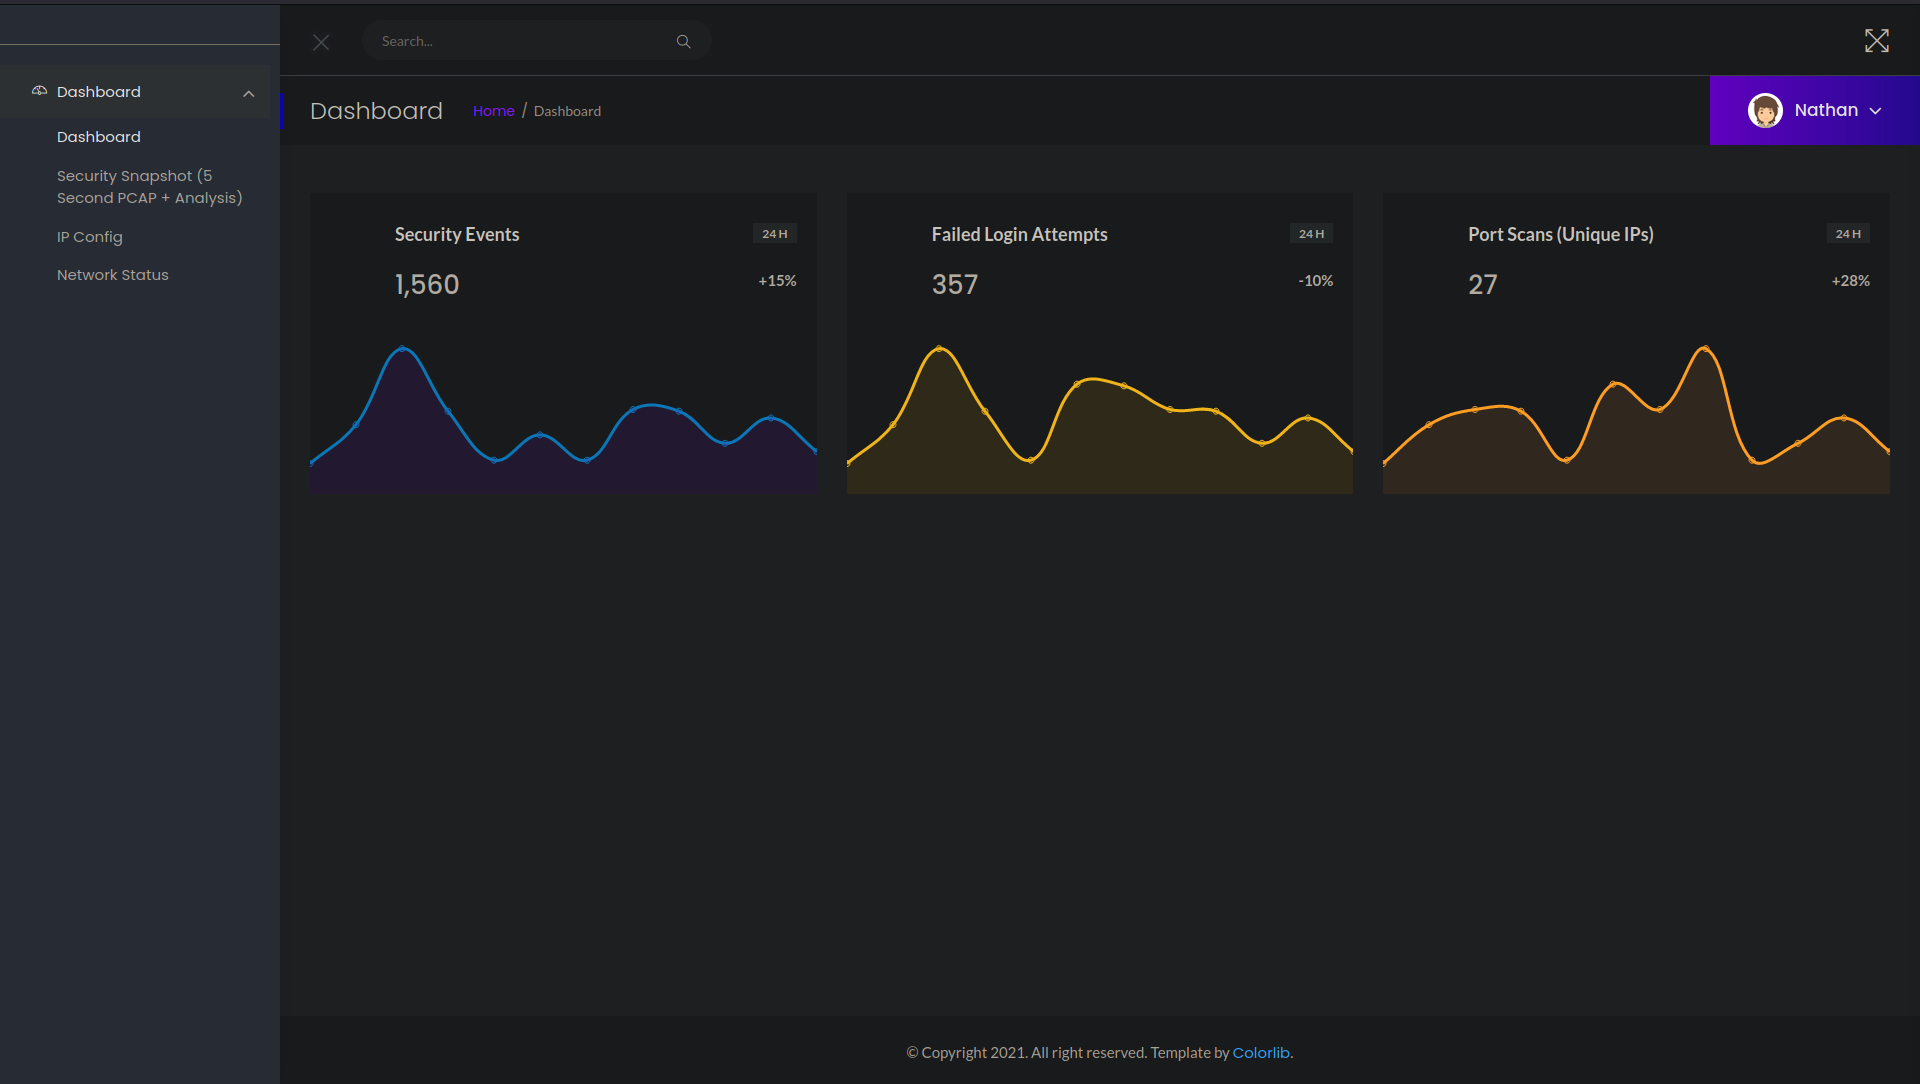 Search...
Dashboard
Dashboard
Security Snapshot (5
Second PCAP + Analysis)
IP Config
Network Status
Dashboard
Home / Dashboard
Nathan
Security Events
24 H
1,560
+15%
Failed Login Attempts
24 H
357
-10%
Port Scans (Unique IPs)
24 H
27
+28%
© Copyright 2021. All right reserved. Template by Colorlib.